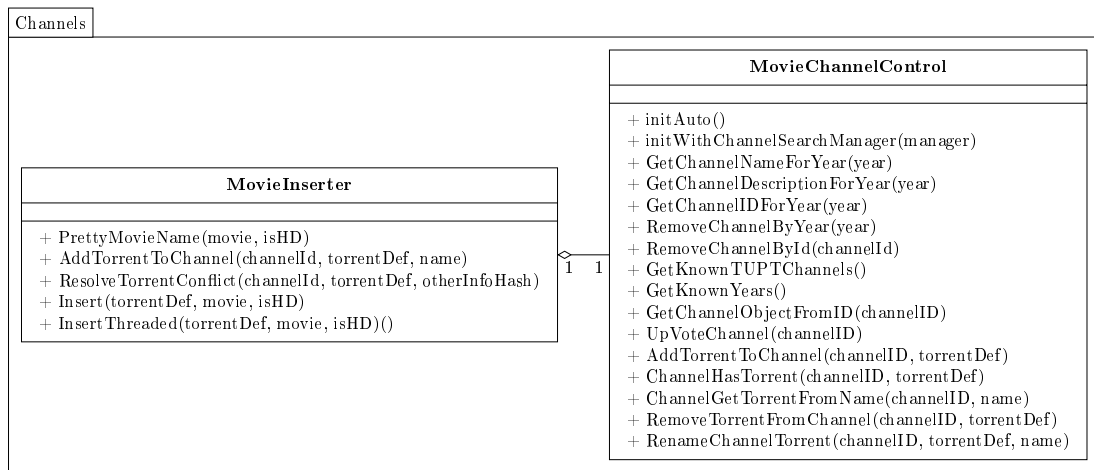 Channels
MovieInserter
+ PrettyMovieName(movie, isHD)
+ AddTorrentToChannel(channelId, torrentDef, name)
+ ResolveTorrentConflict(channelId, torrentDef, otherInfoHash)
+ Insert(torrentDef, movie, isHD)
+ InsertThreaded(torrentDef, movie, isHD)()
1 1
MovieChannelControl
+ initAuto()
+ initWithChannelSearchManager(manager)
+ GetChannelNameForYear(year)
+ GetChannelDescriptionForYear(year)
+ GetChannelIDForYear(year)
+ RemoveChannelByYear(year)
+ RemoveChannelById(channelId)
+ GetKnownTUPTChannels()
+ GetKnownYears()
+ GetChannelObjectFromID(channelID)
+ UpVoteChannel(channelID)
+ AddTorrentToChannel(channelID, torrentDef)
+ ChannelHasTorrent(channelID, torrentDef)
+ ChannelGetTorrentFromName(channelID, name)
+ RemoveTorrentFromChannel(channelID, torrentDef)
+ RenameChannelTorrent(channelID, torrentDef, name)